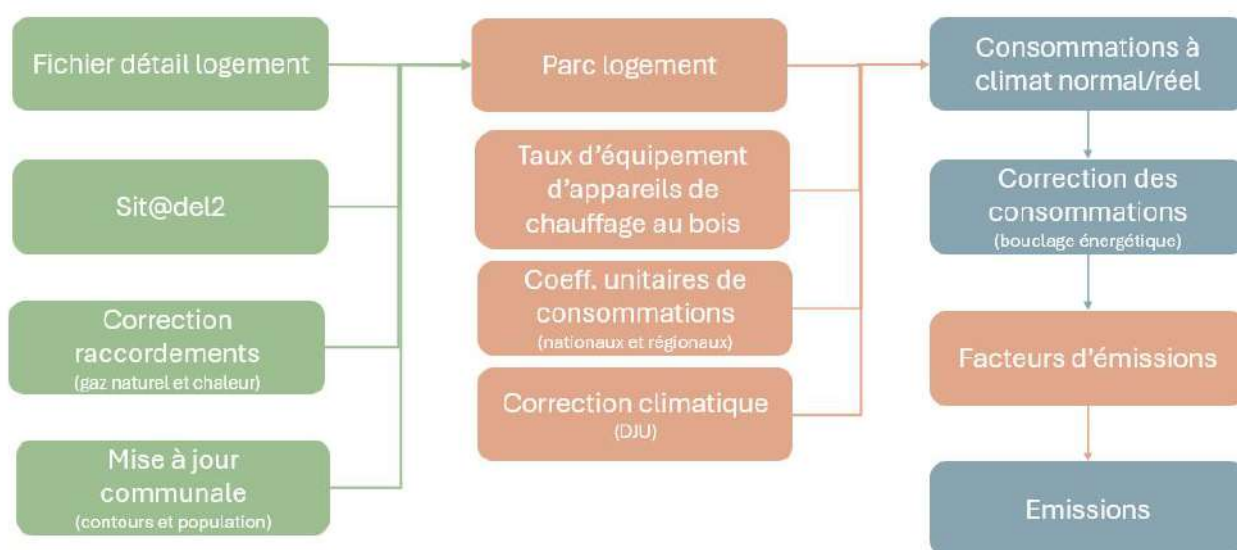 Fichier détail logement
Sit@del2
Correction
raccordements
(gaz naturel et chaleur)
Mise à jour
communale
(contours et population)
Parc logement
Taux d'équipement
d'appareils de
chauffage au bois
Coeff. unitaires de
consommations
(nationaux et régionaux)
Correction climatique
(DJU)
Consommations à
climat normal/réel
Correction des
consommations
(bouclage énergétique)
Facteurs d'émissions
Emissions